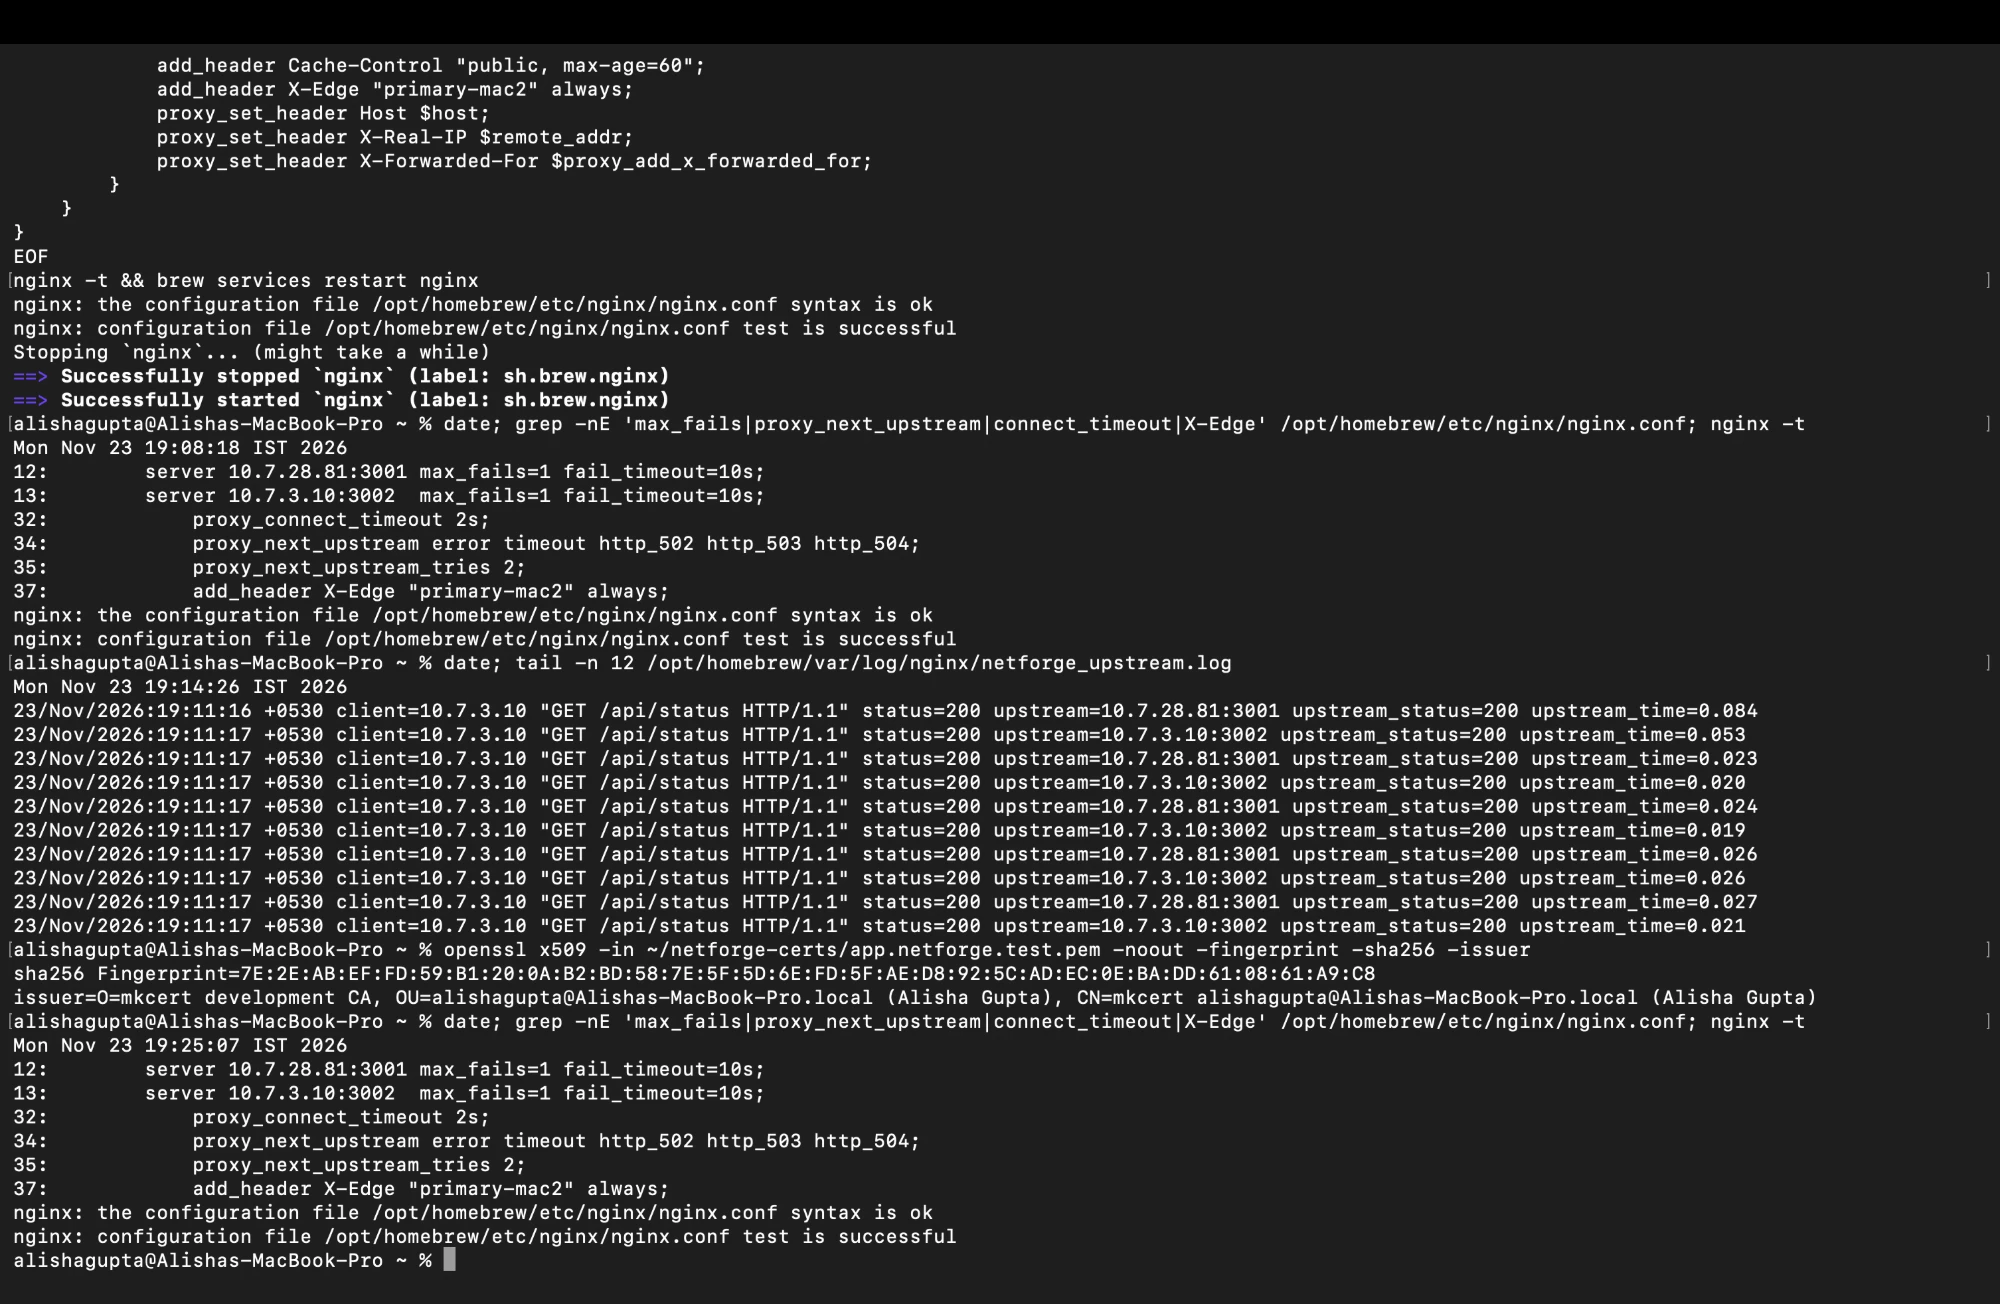 add_header Cache-Control "public, max-age=60";
            add_header X-Edge "primary-mac2" always;
            proxy_set_header Host $host;
            proxy_set_header X-Real-IP $remote_addr;
            proxy_set_header X-Forwarded-For $proxy_add_x_forwarded_for;
        }
    }
}
EOF
[nginx -t && brew services restart nginx ]
nginx: the configuration file /opt/homebrew/etc/nginx/nginx.conf syntax is ok
nginx: configuration file /opt/homebrew/etc/nginx/nginx.conf test is successful
Stopping `nginx`... (might take a while)
==> Successfully stopped `nginx` (label: sh.brew.nginx)
==> Successfully started `nginx` (label: sh.brew.nginx)
[alishagupta@Alishas-MacBook-Pro ~ % date; grep -nE 'max_fails|proxy_next_upstream|connect_timeout|X-Edge' /opt/homebrew/etc/nginx/nginx.conf; nginx -t ]
Mon Nov 23 19:08:18 IST 2026
12:        server 10.7.28.81:3001 max_fails=1 fail_timeout=10s;
13:        server 10.7.3.10:3002  max_fails=1 fail_timeout=10s;
32:            proxy_connect_timeout 2s;
34:            proxy_next_upstream error timeout http_502 http_503 http_504;
35:            proxy_next_upstream_tries 2;
37:            add_header X-Edge "primary-mac2" always;
nginx: the configuration file /opt/homebrew/etc/nginx/nginx.conf syntax is ok
nginx: configuration file /opt/homebrew/etc/nginx/nginx.conf test is successful
[alishagupta@Alishas-MacBook-Pro ~ % date; tail -n 12 /opt/homebrew/var/log/nginx/netforge_upstream.log ]
Mon Nov 23 19:14:26 IST 2026
23/Nov/2026:19:11:16 +0530 client=10.7.3.10 "GET /api/status HTTP/1.1" status=200 upstream=10.7.28.81:3001 upstream_status=200 upstream_time=0.084
23/Nov/2026:19:11:17 +0530 client=10.7.3.10 "GET /api/status HTTP/1.1" status=200 upstream=10.7.3.10:3002 upstream_status=200 upstream_time=0.053
23/Nov/2026:19:11:17 +0530 client=10.7.3.10 "GET /api/status HTTP/1.1" status=200 upstream=10.7.28.81:3001 upstream_status=200 upstream_time=0.023
23/Nov/2026:19:11:17 +0530 client=10.7.3.10 "GET /api/status HTTP/1.1" status=200 upstream=10.7.3.10:3002 upstream_status=200 upstream_time=0.020
23/Nov/2026:19:11:17 +0530 client=10.7.3.10 "GET /api/status HTTP/1.1" status=200 upstream=10.7.28.81:3001 upstream_status=200 upstream_time=0.024
23/Nov/2026:19:11:17 +0530 client=10.7.3.10 "GET /api/status HTTP/1.1" status=200 upstream=10.7.3.10:3002 upstream_status=200 upstream_time=0.019
23/Nov/2026:19:11:17 +0530 client=10.7.3.10 "GET /api/status HTTP/1.1" status=200 upstream=10.7.28.81:3001 upstream_status=200 upstream_time=0.026
23/Nov/2026:19:11:17 +0530 client=10.7.3.10 "GET /api/status HTTP/1.1" status=200 upstream=10.7.3.10:3002 upstream_status=200 upstream_time=0.026
23/Nov/2026:19:11:17 +0530 client=10.7.3.10 "GET /api/status HTTP/1.1" status=200 upstream=10.7.28.81:3001 upstream_status=200 upstream_time=0.027
23/Nov/2026:19:11:17 +0530 client=10.7.3.10 "GET /api/status HTTP/1.1" status=200 upstream=10.7.3.10:3002 upstream_status=200 upstream_time=0.021
[alishagupta@Alishas-MacBook-Pro ~ % openssl x509 -in ~/netforge-certs/app.netforge.test.pem -noout -fingerprint -sha256 -issuer ]
sha256 Fingerprint=7E:2E:AB:EF:FD:59:B1:20:0A:B2:BD:58:7E:5F:5D:6E:FD:5F:AE:D8:92:5C:AD:EC:0E:BA:DD:61:08:61:A9:C8
issuer=O=mkcert development CA, OU=alishagupta@Alishas-MacBook-Pro.local (Alisha Gupta), CN=mkcert alishagupta@Alishas-MacBook-Pro.local (Alisha Gupta)
[alishagupta@Alishas-MacBook-Pro ~ % date; grep -nE 'max_fails|proxy_next_upstream|connect_timeout|X-Edge' /opt/homebrew/etc/nginx/nginx.conf; nginx -t ]
Mon Nov 23 19:25:07 IST 2026
12:        server 10.7.28.81:3001 max_fails=1 fail_timeout=10s;
13:        server 10.7.3.10:3002  max_fails=1 fail_timeout=10s;
32:            proxy_connect_timeout 2s;
34:            proxy_next_upstream error timeout http_502 http_503 http_504;
35:            proxy_next_upstream_tries 2;
37:            add_header X-Edge "primary-mac2" always;
nginx: the configuration file /opt/homebrew/etc/nginx/nginx.conf syntax is ok
nginx: configuration file /opt/homebrew/etc/nginx/nginx.conf test is successful
alishagupta@Alishas-MacBook-Pro ~ %